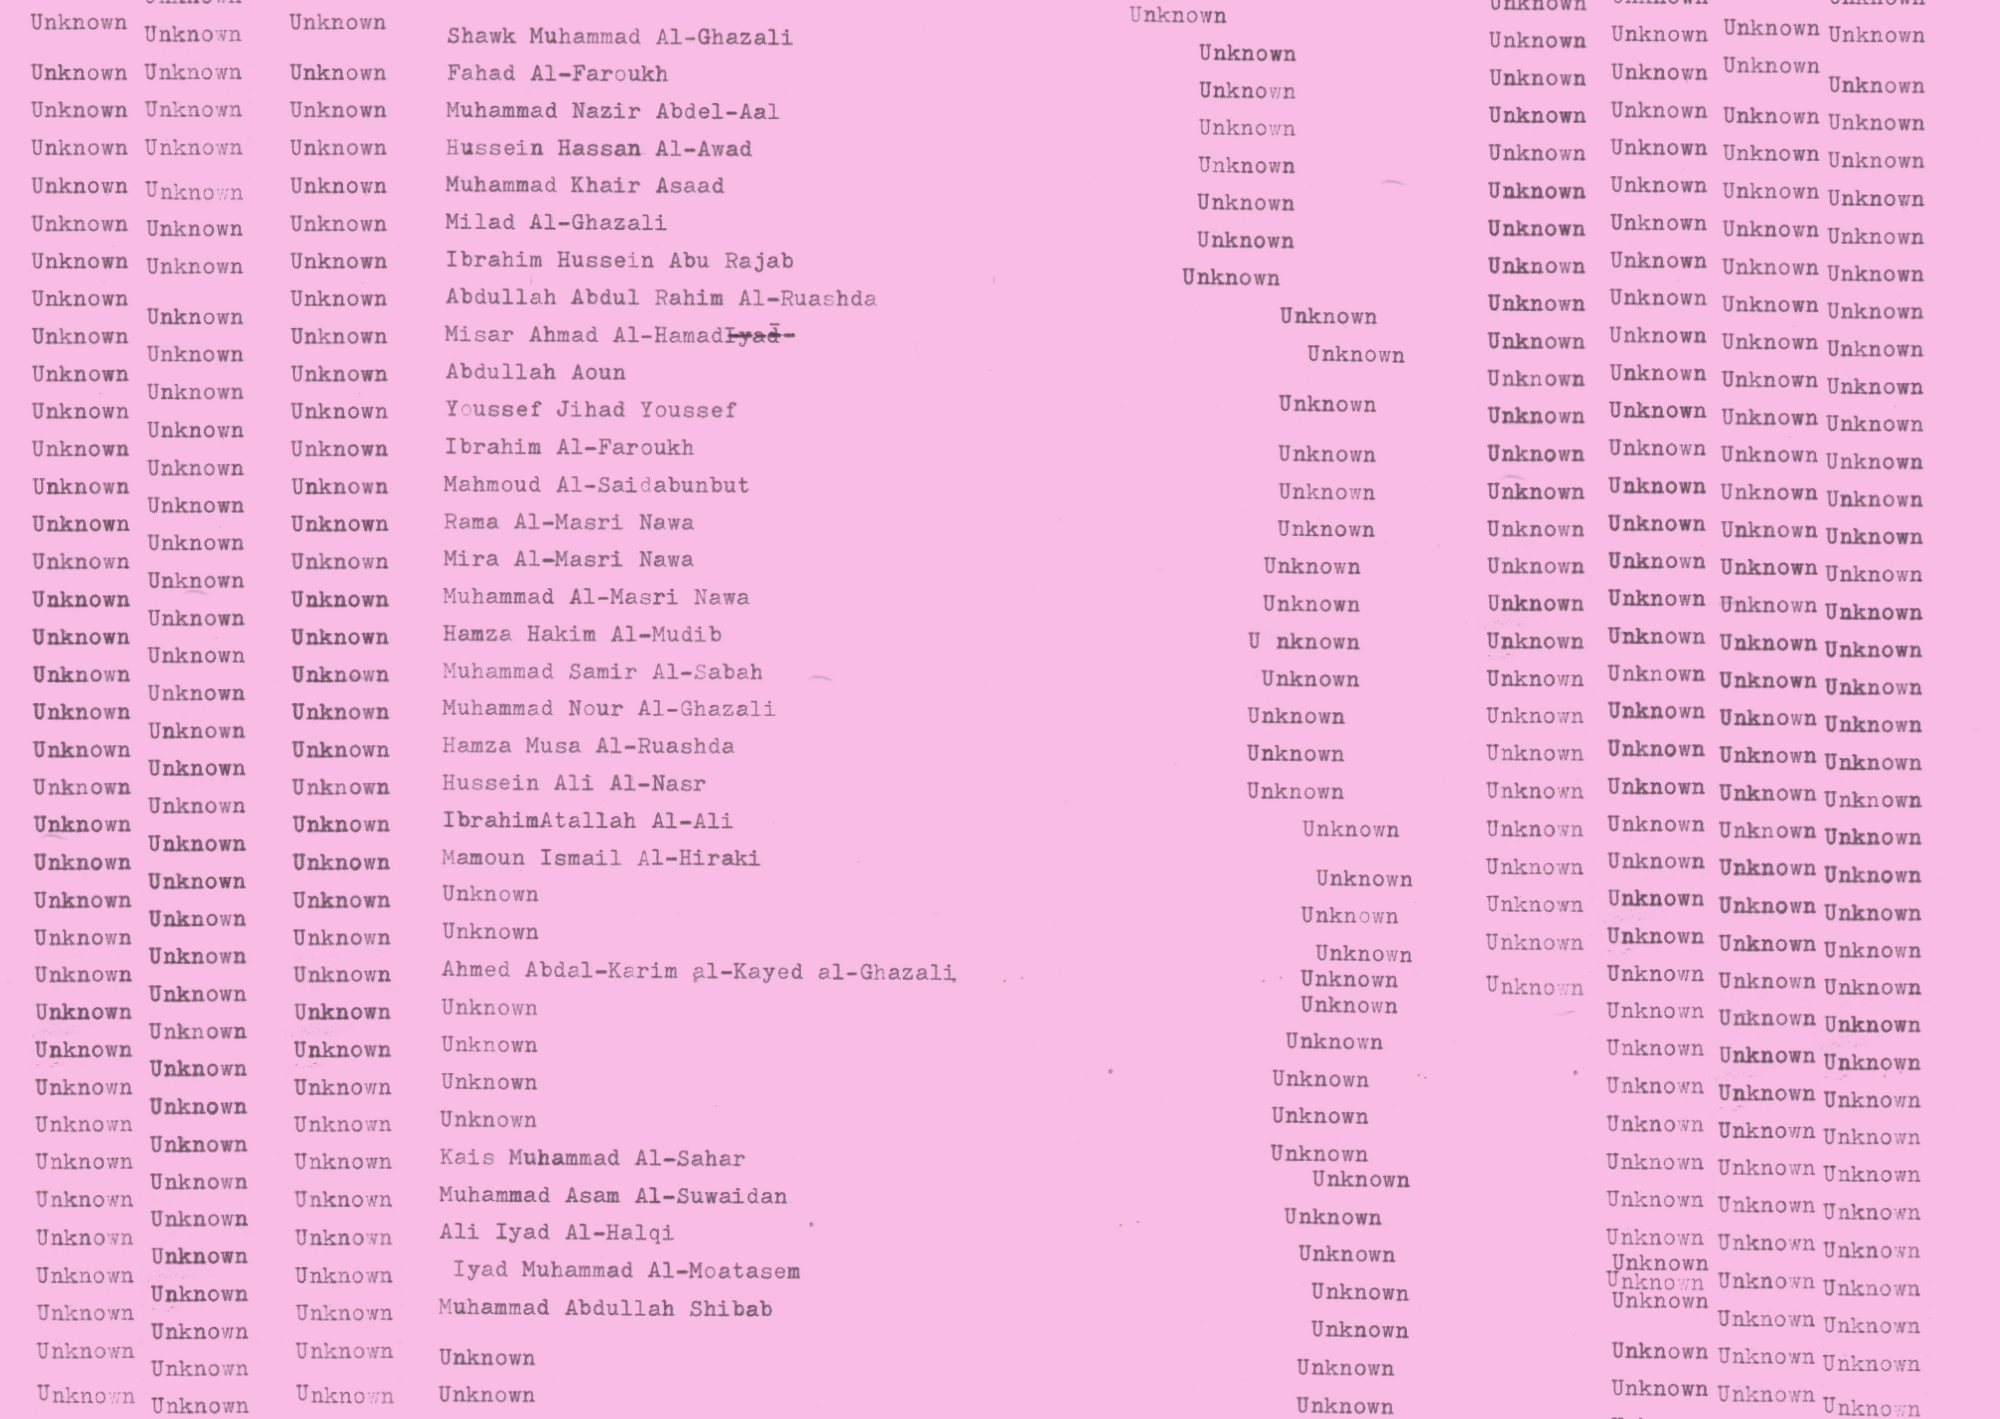 Unknown Unknown Unknown Shawk Muhammad Al-Ghazali Unknown Unknown Unknown Unknown Unknown
Unknown Unknown Unknown Fahad Al-Faroukh Unknown Unknown Unknown Unknown Unknown
Unknown Unknown Unknown Muhammad Nazir Abdel-Aal Unknown Unknown Unknown Unknown Unknown
Unknown Unknown Unknown Hussein Hassan Al-Awad Unknown Unknown Unknown Unknown Unknown
Unknown Unknown Unknown Muhammad Khair Asaad Unknown Unknown Unknown Unknown Unknown
Unknown Unknown Unknown Milad Al-Ghazali Unknown Unknown Unknown Unknown Unknown
Unknown Unknown Unknown Ibrahim Hussein Abu Rajab Unknown Unknown Unknown Unknown Unknown
Unknown Unknown Unknown Abdullah Abdul Rahim Al-Ruashda Unknown Unknown Unknown Unknown Unknown
Unknown Unknown Unknown Misar Ahmad Al-HamadIyad- Unknown Unknown Unknown Unknown Unknown
Unknown Unknown Unknown Abdullah Aoun Unknown Unknown Unknown Unknown Unknown
Unknown Unknown Unknown Youssef Jihad Youssef Unknown Unknown Unknown Unknown Unknown
Unknown Unknown Unknown Ibrahim Al-Faroukh Unknown Unknown Unknown Unknown Unknown
Unknown Unknown Unknown Mahmoud Al-Saidabunbut Unknown Unknown Unknown Unknown Unknown
Unknown Unknown Unknown Rama Al-Masri Nawa Unknown Unknown Unknown Unknown Unknown
Unknown Unknown Unknown Mira Al-Masri Nawa Unknown Unknown Unknown Unknown Unknown
Unknown Unknown Unknown Muhammad Al-Masri Nawa Unknown Unknown Unknown Unknown Unknown
Unknown Unknown Unknown Hamza Hakim Al-Mudib U nknown Unknown Unknown Unknown Unknown
Unknown Unknown Unknown Muhammad Samir Al-Sabah Unknown Unknown Unknown Unknown Unknown
Unknown Unknown Unknown Muhammad Nour Al-Ghazali Unknown Unknown Unknown Unknown Unknown
Unknown Unknown Unknown Hamza Musa Al-Ruashda Unknown Unknown Unknown Unknown Unknown
Unknown Unknown Unknown Hussein Ali Al-Nasr Unknown Unknown Unknown Unknown Unknown
Unknown Unknown Unknown IbrahimAtallah Al-Ali Unknown Unknown Unknown Unknown Unknown
Unknown Unknown Unknown Mamoun Ismail Al-Hiraki Unknown Unknown Unknown Unknown Unknown
Unknown Unknown Unknown Unknown Unknown Unknown Unknown Unknown Unknown
Unknown Unknown Unknown Unknown Unknown Unknown Unknown Unknown Unknown
Unknown Unknown Unknown Ahmed Abdal-Karim al-Kayed al-Ghazali Unknown Unknown Unknown Unknown Unknown
Unknown Unknown Unknown Unknown Unknown Unknown Unknown Unknown
Unknown Unknown Unknown Unknown Unknown Unknown Unknown Unknown
Unknown Unknown Unknown Unknown Unknown Unknown Unknown Unknown
Unknown Unknown Unknown Unknown Unknown Unknown Unknown Unknown
Unknown Unknown Unknown Kais Muhammad Al-Sahar Unknown Unknown Unknown Unknown
Unknown
Unknown Unknown Unknown Muhammad Asam Al-Suwaidan Unknown Unknown Unknown Unknown
Unknown Unknown Unknown Ali Iyad Al-Halqi Unknown Unknown Unknown Unknown
Unknown
Unknown Unknown Unknown Iyad Muhammad Al-Moatasem Unknown Unknown Unknown Unknown
Unknown Unknown Unknown Muhammad Abdullah Shibab Unknown Unknown Unknown Unknown
Unknown Unknown Unknown Unknown Unknown Unknown Unknown Unknown
Unknown Unknown Unknown Unknown Unknown Unknown Unknown Unknown